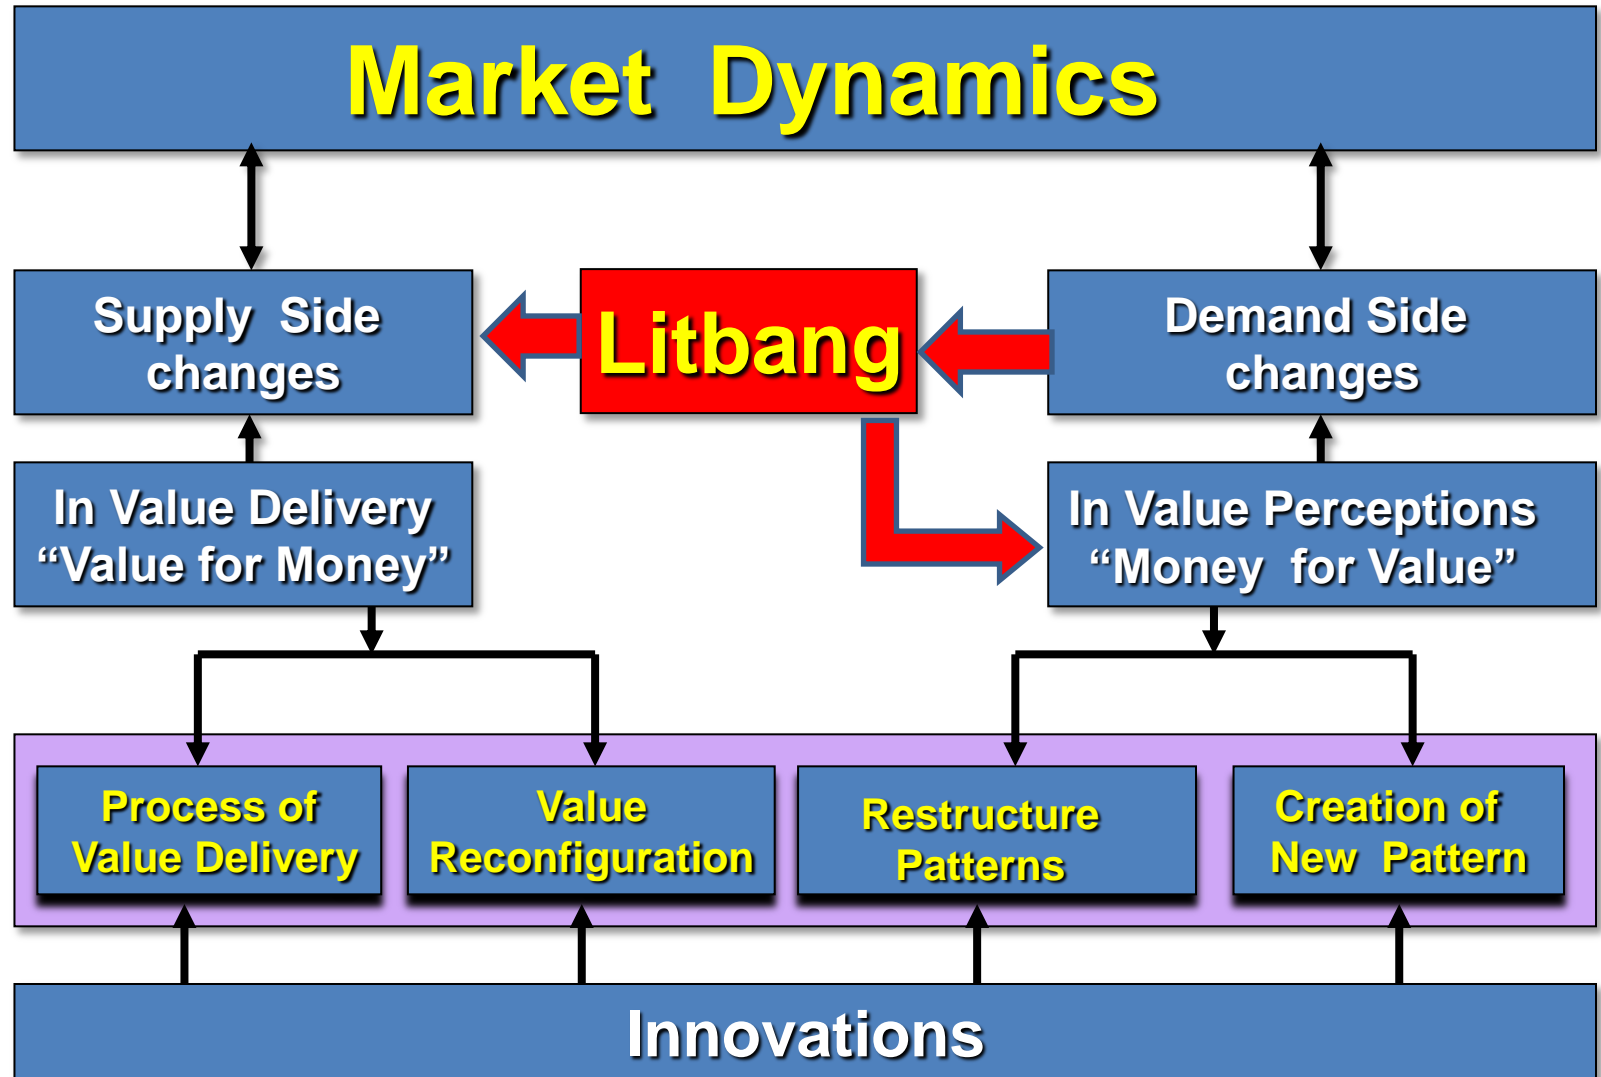 Market Dynamics
Supply Side
changes
Litbang
Demand Side
changes
In Value Delivery
“Value for Money”
In Value Perceptions
“Money for Value”
Process of
Value Delivery
Value
Reconfiguration
Restructure
Patterns
Creation of
New Pattern
Innovations